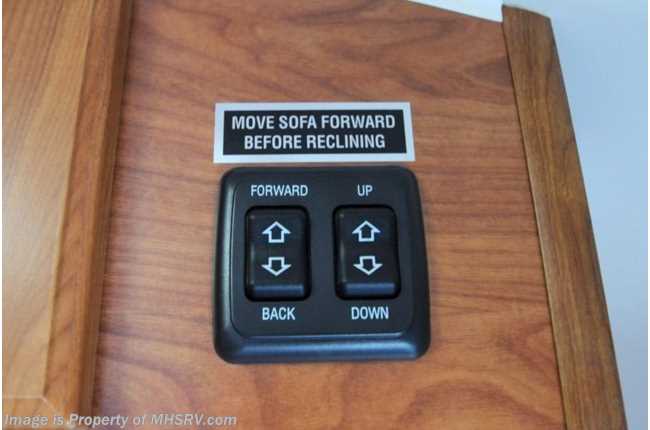 MOVE SOFA FORWARD
BEFORE RECLINING
FORWARD UP
BACK DOWN
Image is Property of MHSRV.com